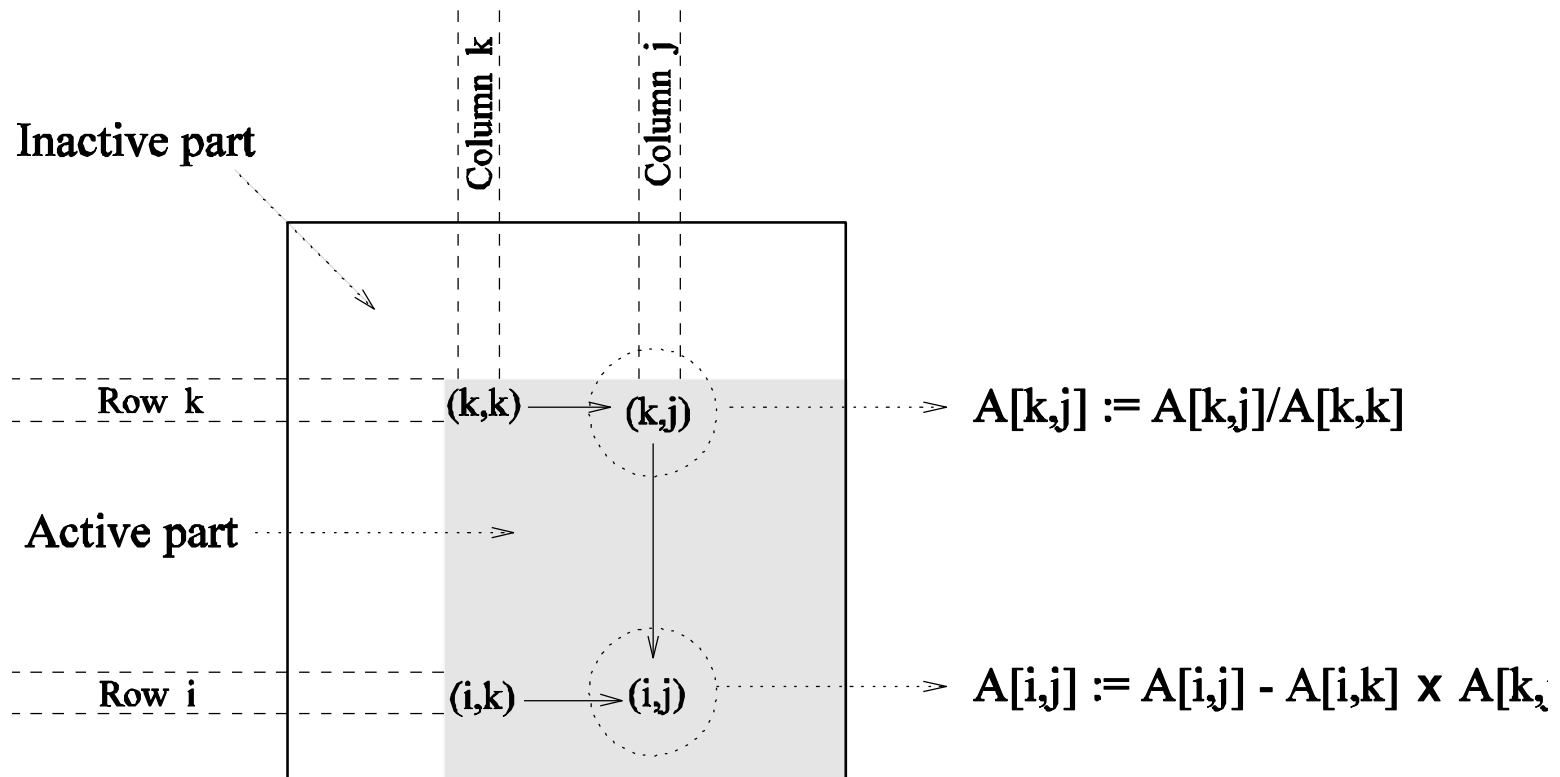 Column k
Column j
Inactive part
Row k
(k,k)
(k,j)
A[k,j] := A[k,j]/A[k,k]
Active part
Row i
(i,k)
(i,j)
A[i,j] := A[i,j] - A[i,k] x A[k,